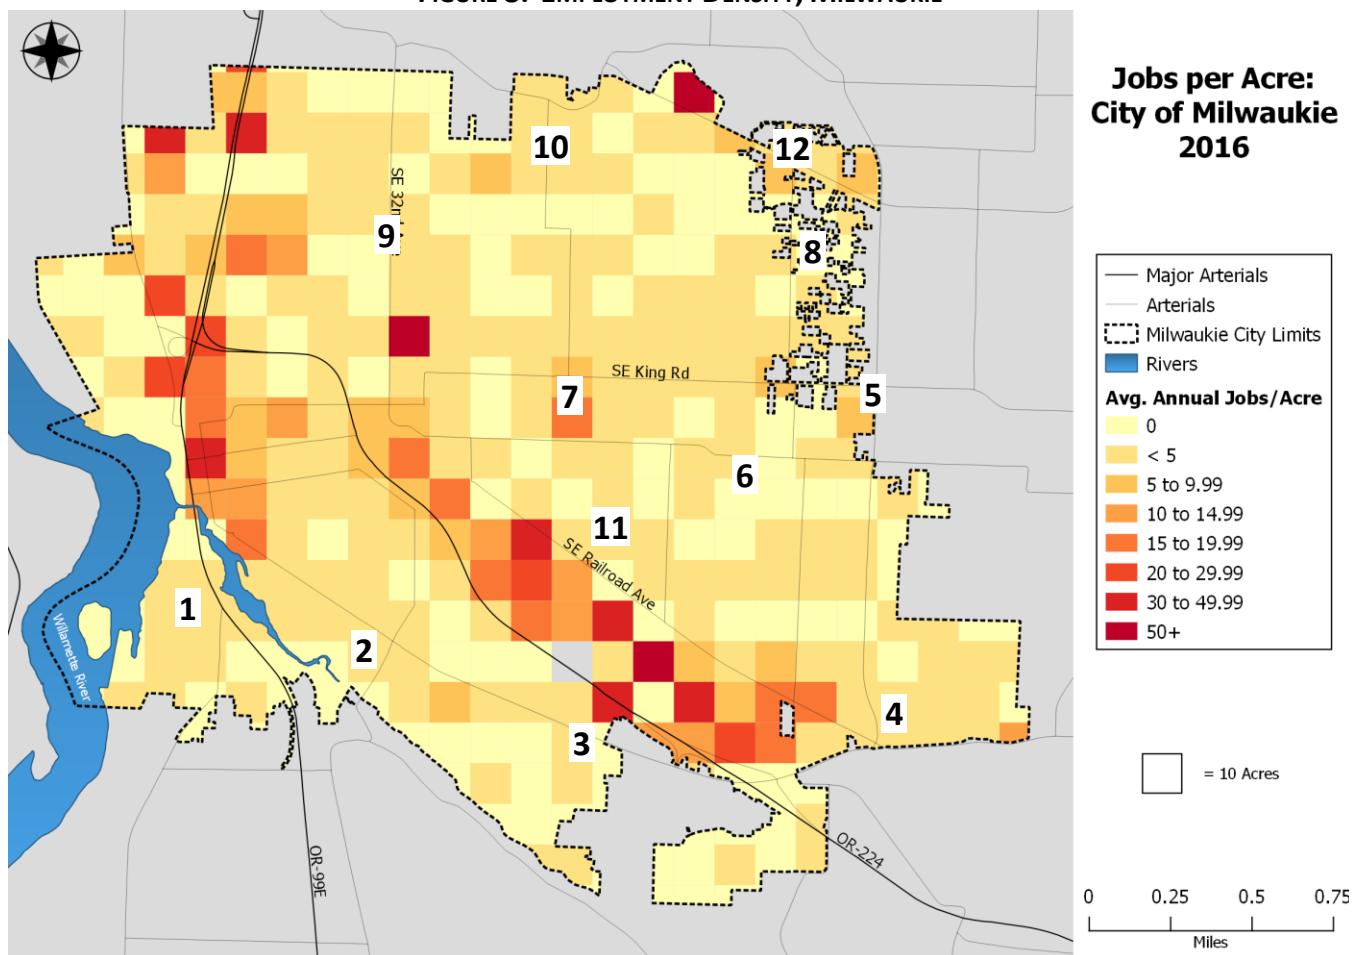 Jobs per Acre:
City of Milwaukie
2016
12
10
SE 32n
9
8
Major Arterials
Arterials
Milwaukie City Limits
Rivers
Avg. Annual Jobs/Acre
0
< 5
5 to 9.99
10 to 14.99
15 to 19.99
20 to 29.99
30 to 49.99
50+
SE King Rd
7
5
6
11
SE Railroad Ave
1
2
Willamette River
4
3
= 10 Acres
OR-224
OR-99E
0 0.25 0.5 0.75
Miles